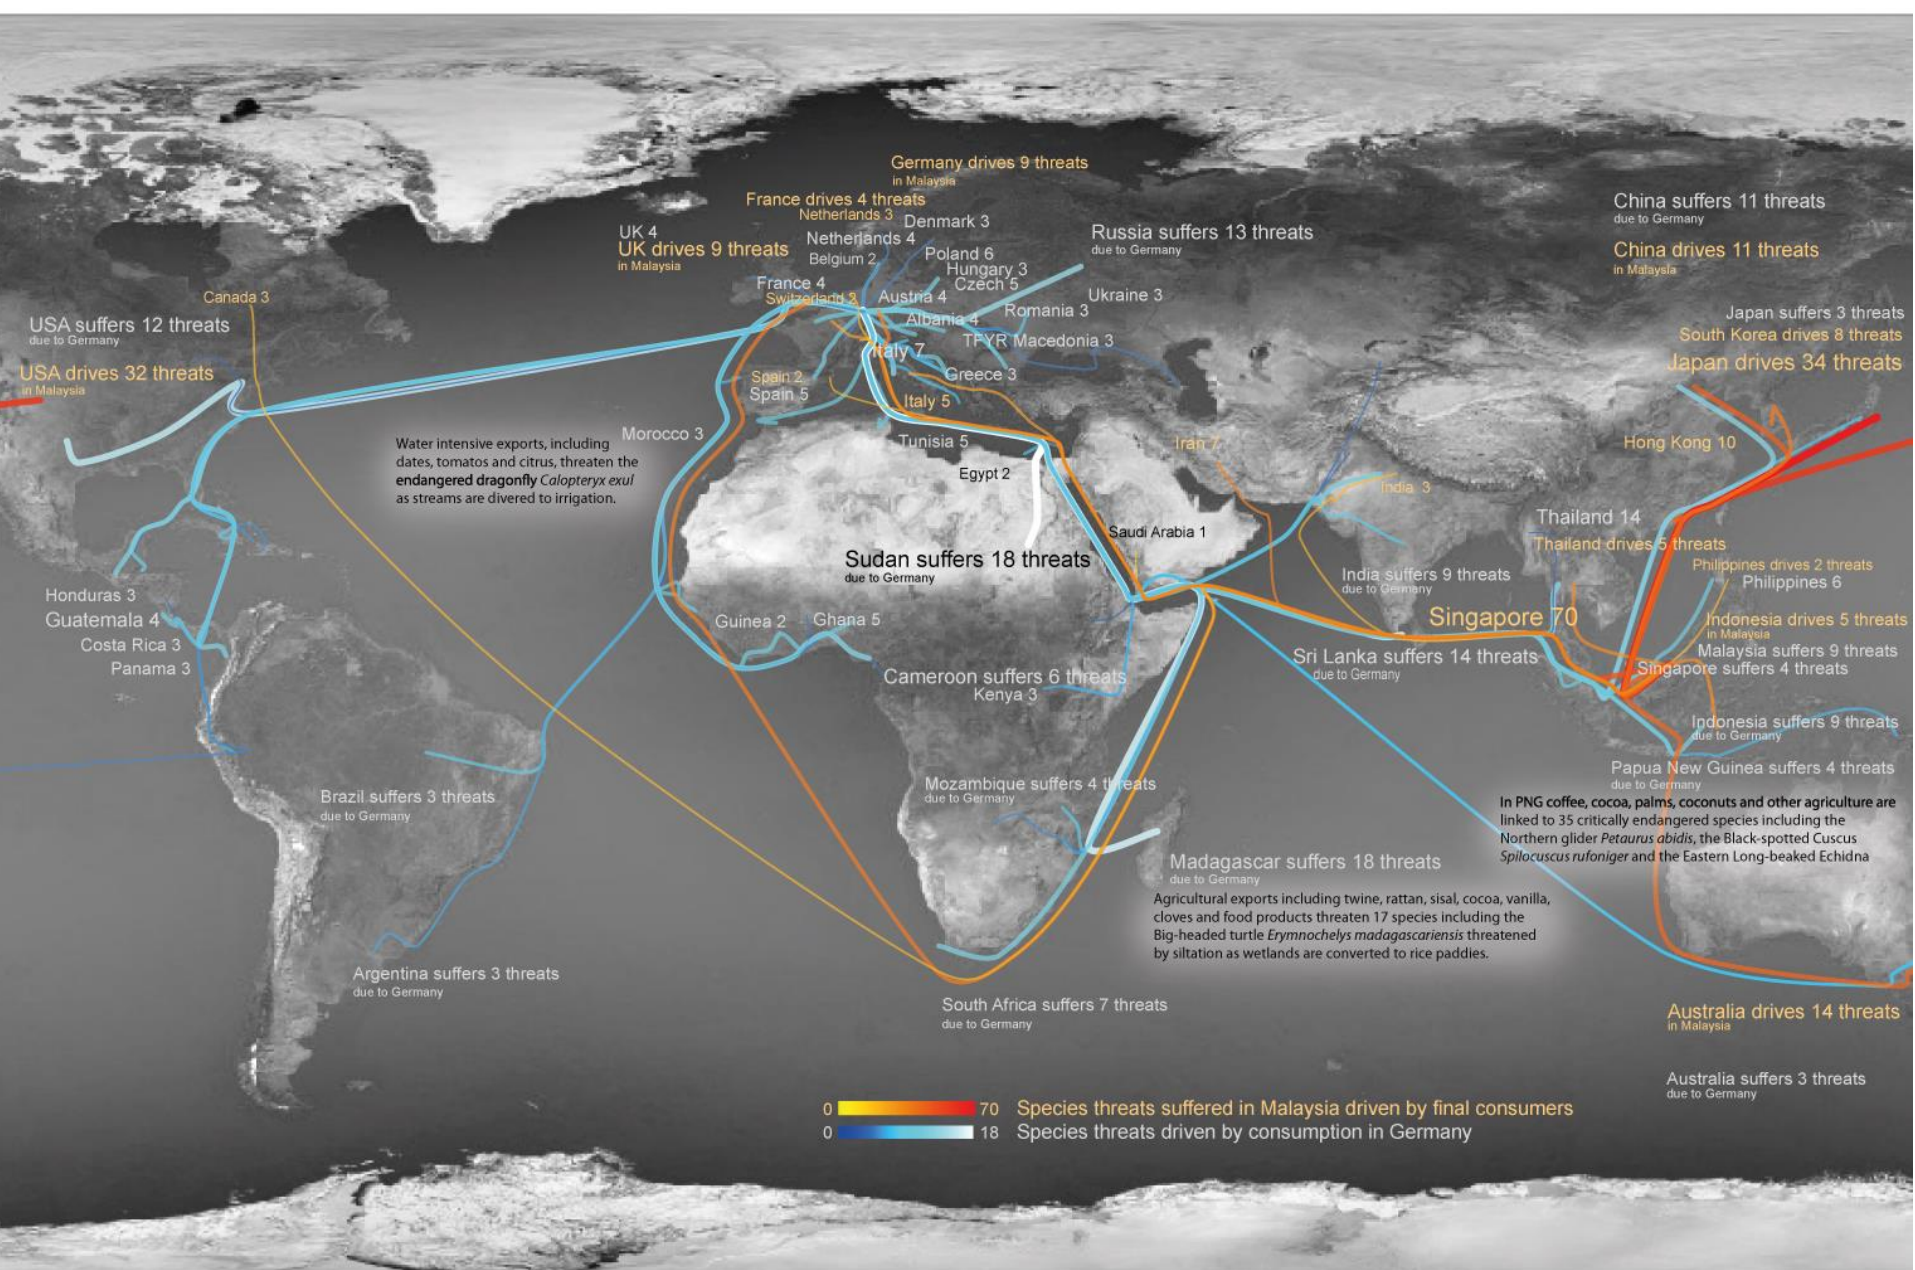 Germany drives 9 threats
in Malaysia
France drives 4 threats
Netherlands 3
Denmark 3
UK 4
Netherlands 4
UK drives 9 threats
in Malaysia
Belgium 2
Poland 6
Hungary 3
Czech 5
Russia suffers 13 threats
due to Germany
China suffers 11 threats
due to Germany
China drives 11 threats
in Malaysia
France 4
Switzerland 2
Austria 4
Ukraine 3
Romania 3
Albania 4
TFYR Macedonia 3
Italy 7
Greece 3
Spain 2
Spain 5
Italy 5
Canada 3
USA suffers 12 threats
due to Germany
USA drives 32 threats
in Malaysia
Japan suffers 3 threats
South Korea drives 8 threats
Japan drives 34 threats
Morocco 3
Tunisia 5
Egypt 2
Iran 7
India 3
Hong Kong 10
Water intensive exports, including
dates, tomatos and citrus, threaten the
endangered dragonfly Calopteryx exul
as streams are divered to irrigation.
Saudi Arabia 1
Sudan suffers 18 threats
due to Germany
Thailand 14
Thailand drives 5 threats
Philippines drives 2 threats
Philippines 6
India suffers 9 threats
due to Germany
Singapore 70
Indonesia drives 5 threats
in Malaysia
Malaysia suffers 9 threats
Singapore suffers 4 threats
Sri Lanka suffers 14 threats
due to Germany
Honduras 3
Guatemala 4
Costa Rica 3
Panama 3
Guinea 2
Ghana 5
Cameroon suffers 6 threats
Kenya 3
Indonesia suffers 9 threats
due to Germany
Papua New Guinea suffers 4 threats
due to Germany
In PNG coffee, cocoa, palms, coconuts and other agriculture are
linked to 35 critically endangered species including the
Northern glider Petaurus abidis, the Black-spotted Cuscus
Spilocuscus rufoniger and the Eastern Long-beaked Echidna
Brazil suffers 3 threats
due to Germany
Mozambique suffers 4 threats
due to Germany
Madagascar suffers 18 threats
due to Germany
Agricultural exports including twine, rattan, sisal, cocoa, vanilla,
cloves and food products threaten 17 species including the
Big-headed turtle Erymnochelys madagascariensis threatened
by siltation as wetlands are converted to rice paddies.
Argentina suffers 3 threats
due to Germany
South Africa suffers 7 threats
due to Germany
Australia drives 14 threats
in Malaysia
Australia suffers 3 threats
due to Germany
0 70 Species threats suffered in Malaysia driven by final consumers
0 18 Species threats driven by consumption in Germany